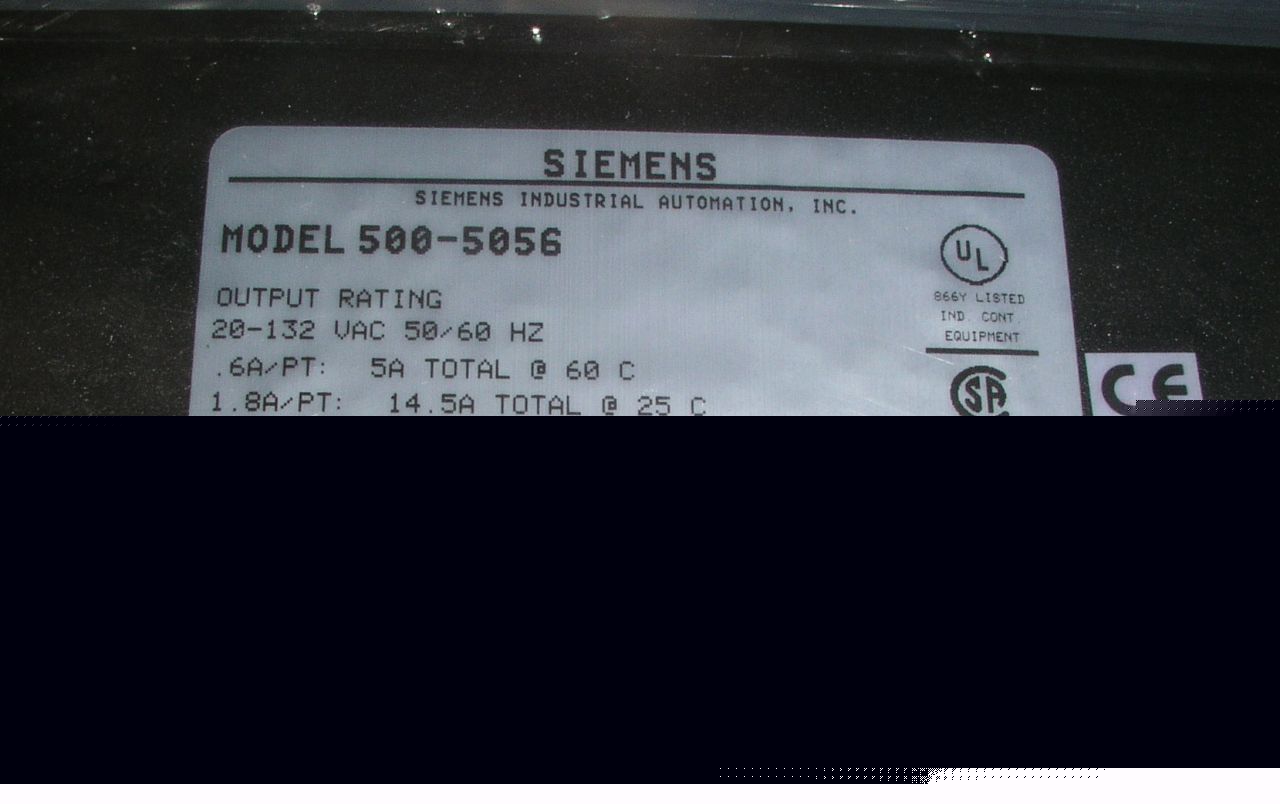 SIEMENS
SIEMENS INDUSTRIAL AUTOMATION, INC.
MODEL 500-5056
UL
OUTPUT RATING
866Y LISTED
20-132 VAC 50/60 HZ
IND. CONT.
EQUIPMENT
.6A/PT: 5A TOTAL @ 60 C
1.8A/PT: 14.5A TOTAL @ 25 C
SA
CE